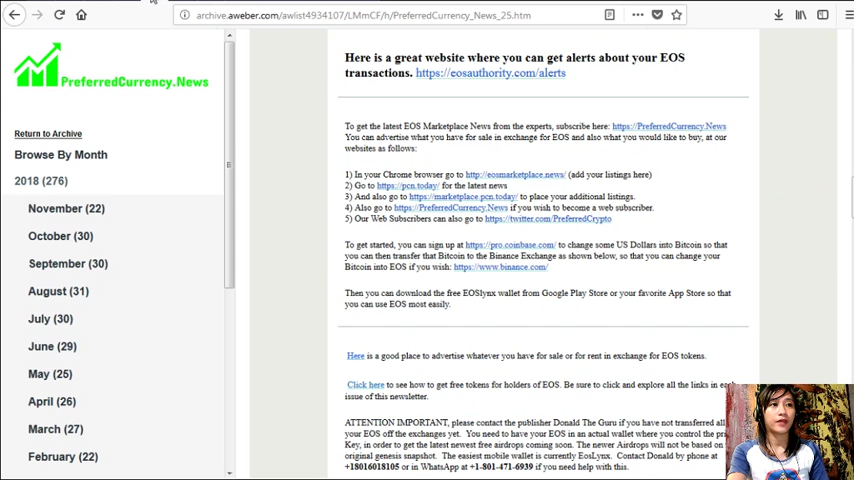 archive.aweber.com/awlist4934107/LMmCF/h/PreferredCurrency_News_25.htm
PreferredCurrency.News
Return to Archive
Browse By Month
2018 (276)
November (22)
October (30)
September (30)
August (31)
July (30)
June (29)
May (25)
April (26)
March (27)
February (22)
Here is a great website where you can get alerts about your EOS
transactions. https://eosauthority.com/alerts
To get the latest EOS Marketplace News from the experts, subscribe here: https://PreferredCurrency.News
You can advertise what you have for sale in exchange for EOS and also what you would like to buy, at our
websites as follows:
1) In your Chrome browser go to http://eosmarketplace.news/ (add your listings here)
2) Go to https://pcn.today/ for the latest news
3) And also go to https://marketplace.pcn.today/ to place your additional listings.
4) Also go to https://PreferredCurrency.News if you wish to become a web subscriber.
5) Our Web Subscribers can also go to https://twitter.com/PreferredCrypto
To get started, you can sign up at https://pro.coinbase.com/ to change some US Dollars into Bitcoin so that
you can then transfer that Bitcoin to the Binance Exchange as shown below, so that you can change your
Bitcoin into EOS if you wish: https://www.binance.com/
Then you can download the free EOSlynx wallet from Google Play Store or your favorite App Store so that
you can use EOS most easily.
Here is a good place to advertise whatever you have for sale or for rent in exchange for EOS tokens.
Click here to see how to get free tokens for holders of EOS. Be sure to click and explore all the links in
issue of this newsletter.
ATTENTION IMPORTANT, please contact the publisher Donald The Guru if you have not transferred all
your EOS off the exchanges yet. You need to have your EOS in an actual wallet where you control the
Key, in order to get the latest newest free airdrops coming soon. The newer Airdrops will not be based on
original genesis snapshot. The easiest mobile wallet is currently EosLynx. Contact Donald by phone at
+18016018105 or in WhatsApp at +1-801-471-6939 if you need help with this.